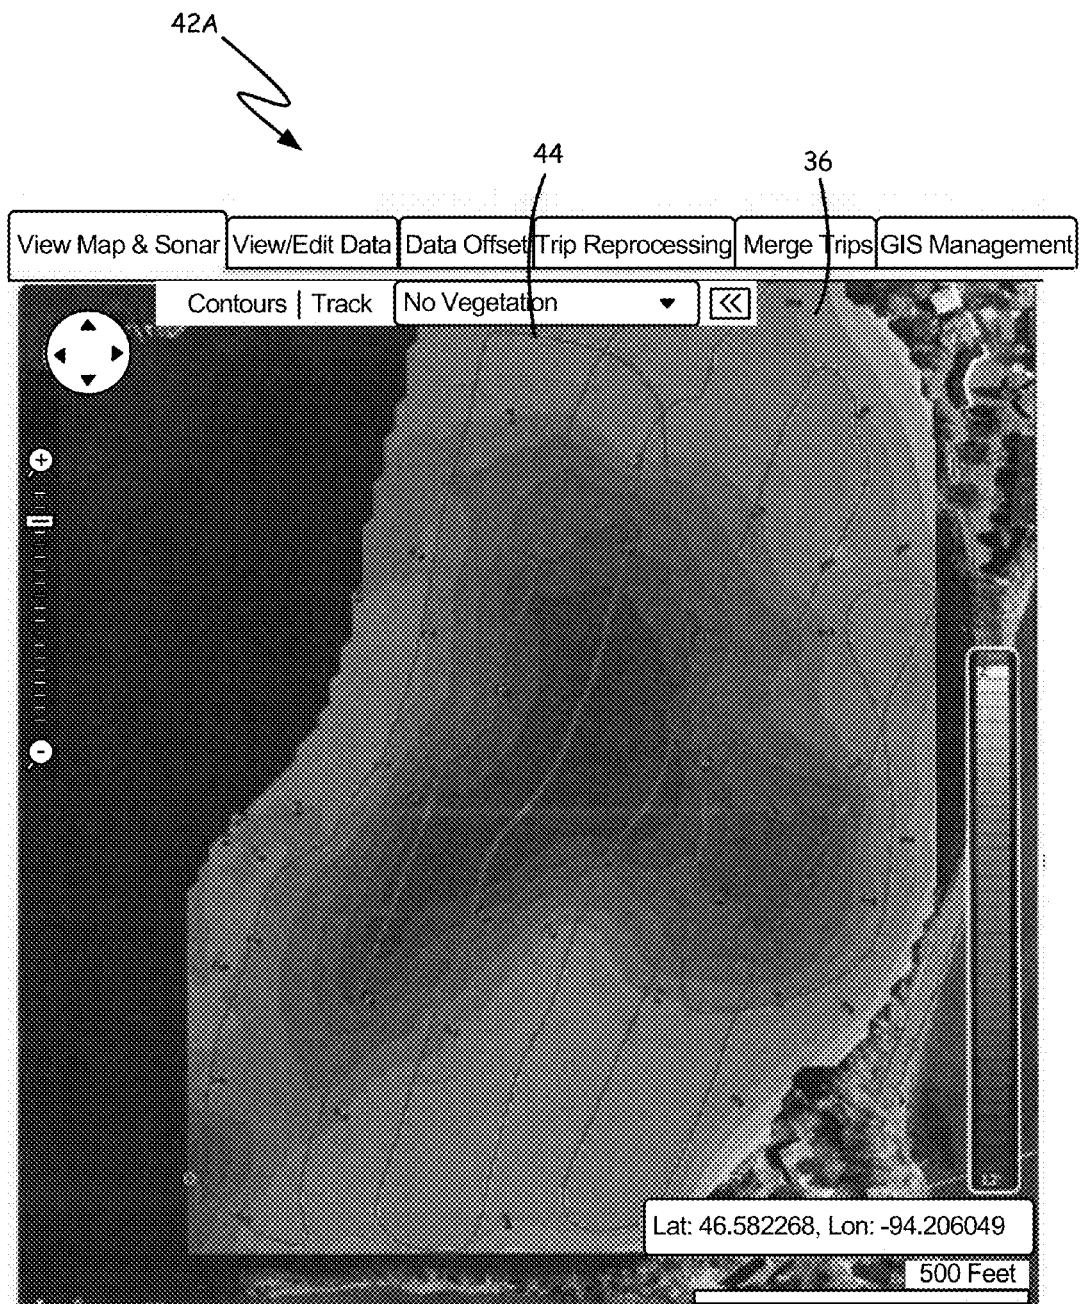 42A
44
36
View Map & Sonar View/Edit Data Data Offset Trip Reprocessing Merge Trips GIS Management
Contours | Track No Vegetation <<
+
-
Lat: 46.582268, Lon: -94.206049
500 Feet